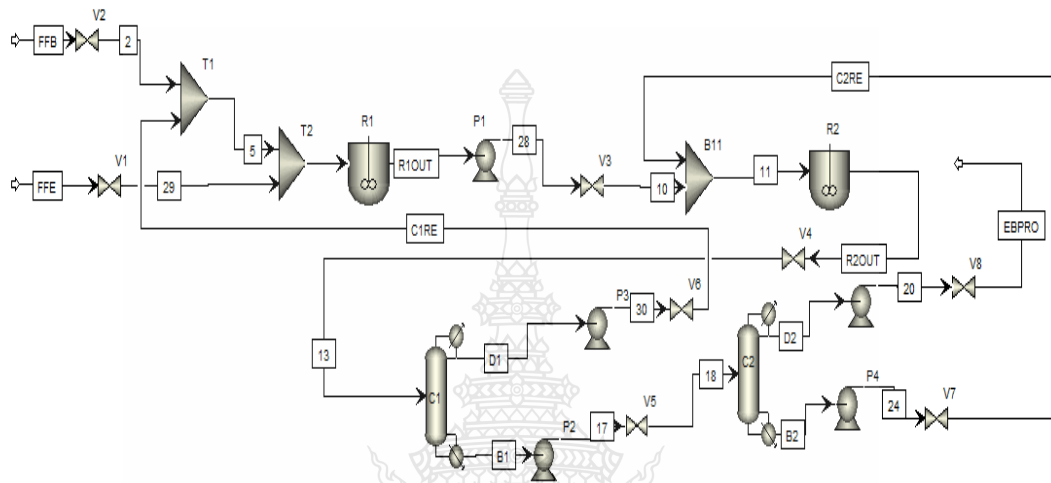 FFB
V2
2
T1
C2RE
R1
P1
28
T2
5
R1OUT
B11
R2
FFE
V1
29
V3
10
11
C1RE
V4
R2OUT
EBPRO
V8
20
P3
30
V6
13
D1
D2
C1
C2
18
P4
24
V7
P2
17
V5
B1
B2